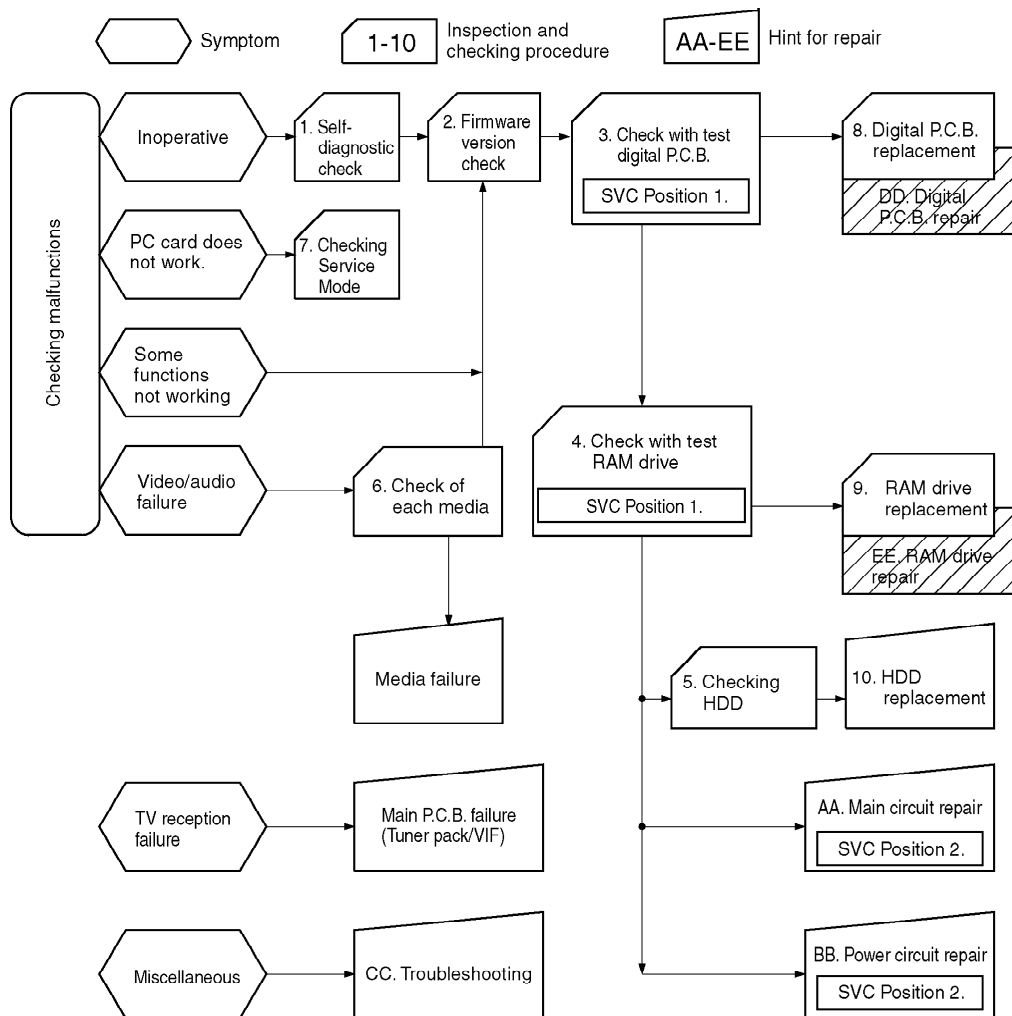 Symptom
1-10
Inspection and
checking procedure
AA-EE
Hint for repair
Checking malfunctions
Inoperative
1. Self-
diagnostic
check
2. Firmware
version
check
3. Check with test
digital P.C.B.
SVC Position 1.
8. Digital P.C.B.
replacement
DD. Digital
P.C.B. repair
PC card does
not work.
7. Checking
Service
Mode
Some
functions
not working
Video/audio
failure
6. Check of
each media
4. Check with test
RAM drive
SVC Position 1.
9. RAM drive
replacement
EE. RAM drive
repair
Media failure
5. Checking
HDD
10. HDD
replacement
TV reception
failure
Main P.C.B. failure
(Tuner pack/VIF)
AA. Main circuit repair
SVC Position 2.
Miscellaneous
CC. Troubleshooting
BB. Power circuit repair
SVC Position 2.